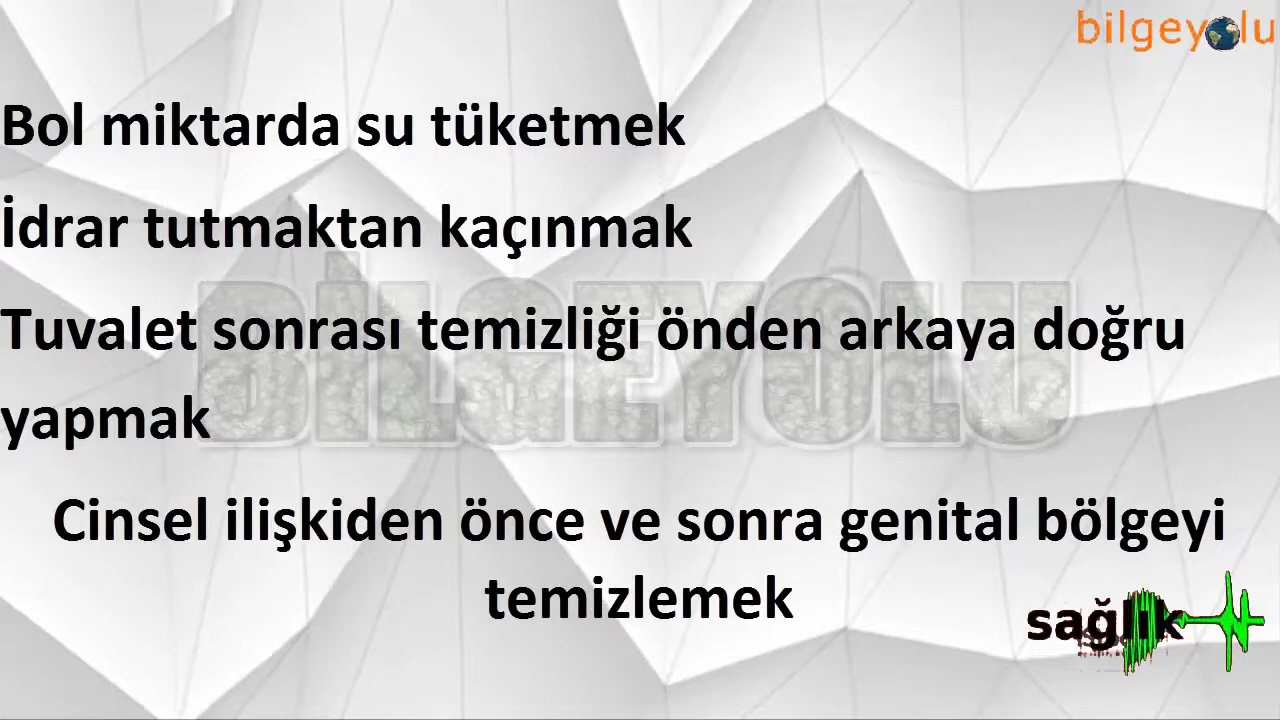 bilgeyolu
Bol miktarda su tüketmek
İdrar tutmaktan kaçınmak
BİLGEYOLU
Tuvalet sonrası temizliği önden arkaya doğru
yapmak
Cinsel ilişkiden önce ve sonra genital bölgeyi
temizlemek
sağlık